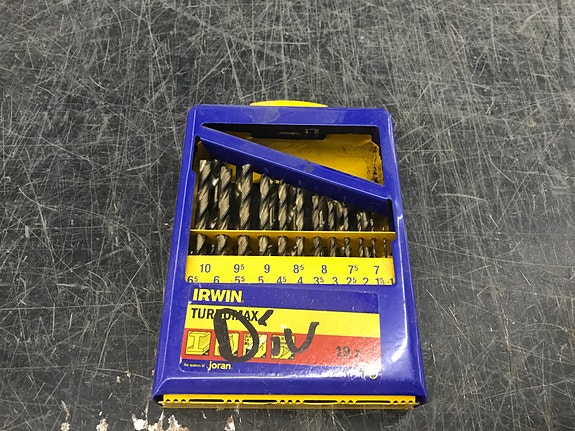 10 9⁵ 9 8⁵ 8 7⁵ 7
6⁵ 6 5⁵ 5 4⁵ 4 3⁵ 3 2⁵ 2 1⁵ 1
IRWIN
TURBOMAX
19
joran